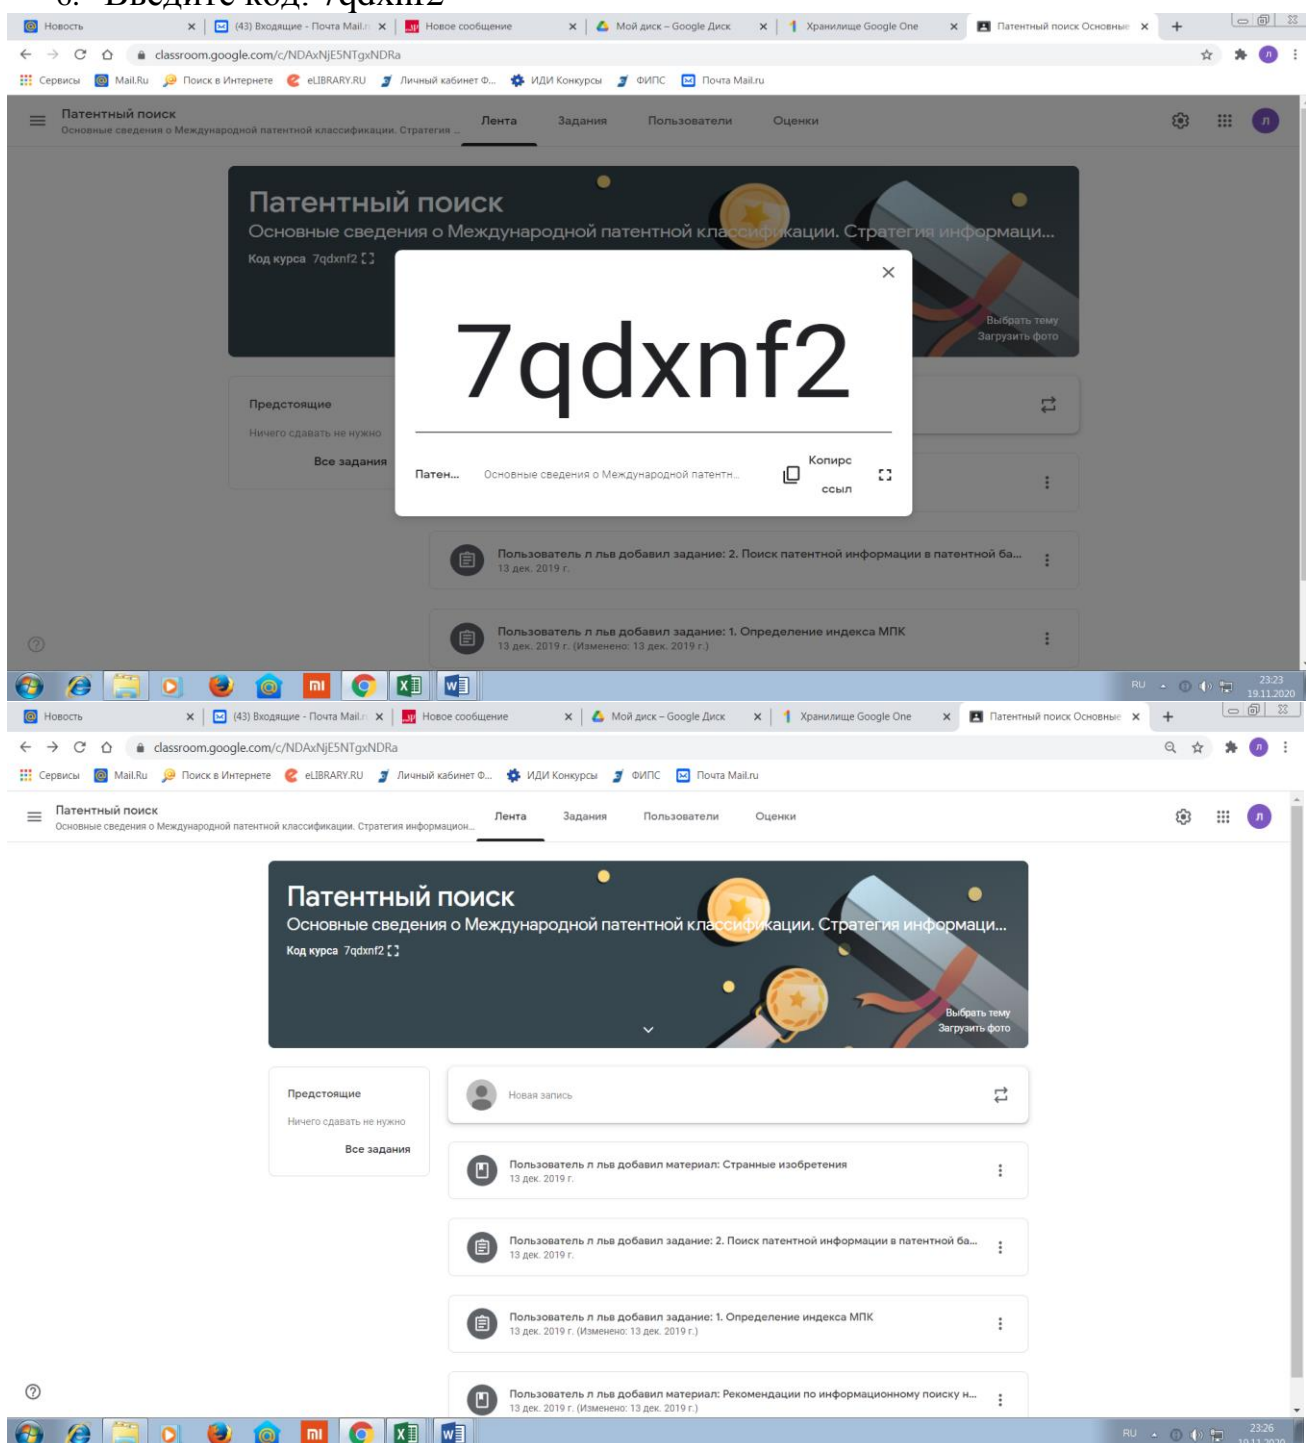 6. Введите код: 7qdxnf2
Новость
(43) Входящие - Почта Mail.r
Новое сообщение
Мой диск – Google Диск
Хранилище Google One
Патентный поиск Основные
classroom.google.com/c/NDAxNjE5NTgxNDRa
Сервисы Mail.Ru Поиск в Интернете eLIBRARY.RU Личный кабинет Ф... ИДИ Конкурсы ФИПС Почта Mail.ru
Патентный поиск
Основные сведения о Международной патентной классификации. Стратегия ...
Лента Задания Пользователи Оценки
Л
Патентный поиск
Основные сведения о Международной патентной классификации. Стратегия информаци...
Код курса 7qdxnf2
7qdxnf2
Выбрать тему
Загрузить фото
Предстоящие
Ничего сдавать не нужно
Все задания
Патен...
Основные сведения о Международной патентн...
Копирс
ссыл
Пользователь л льв добавил задание: 2. Поиск патентной информации в патентной ба...
13 дек. 2019 г.
Пользователь л льв добавил задание: 1. Определение индекса МПК
13 дек. 2019 г. (Изменено: 13 дек. 2019 г.)
RU
23:23
19.11.2020
Новость
(43) Входящие - Почта Mail.r
Новое сообщение
Мой диск – Google Диск
Хранилище Google One
Патентный поиск Основные
classroom.google.com/c/NDAxNjE5NTgxNDRa
Сервисы Mail.Ru Поиск в Интернете eLIBRARY.RU Личный кабинет Ф... ИДИ Конкурсы ФИПС Почта Mail.ru
Патентный поиск
Основные сведения о Международной патентной классификации. Стратегия информацион...
Лента Задания Пользователи Оценки
Л
Патентный поиск
Основные сведения о Международной патентной классификации. Стратегия информаци...
Код курса 7qdxnf2
Выбрать тему
Загрузить фото
Предстоящие
Ничего сдавать не нужно
Все задания
Новая запись
Пользователь л льв добавил материал: Странные изобретения
13 дек. 2019 г.
Пользователь л льв добавил задание: 2. Поиск патентной информации в патентной ба...
13 дек. 2019 г.
Пользователь л льв добавил задание: 1. Определение индекса МПК
13 дек. 2019 г. (Изменено: 13 дек. 2019 г.)
Пользователь л льв добавил материал: Рекомендации по информационному поиску н...
13 дек. 2019 г. (Изменено: 13 дек. 2019 г.)
RU
23:26
19.11.2020